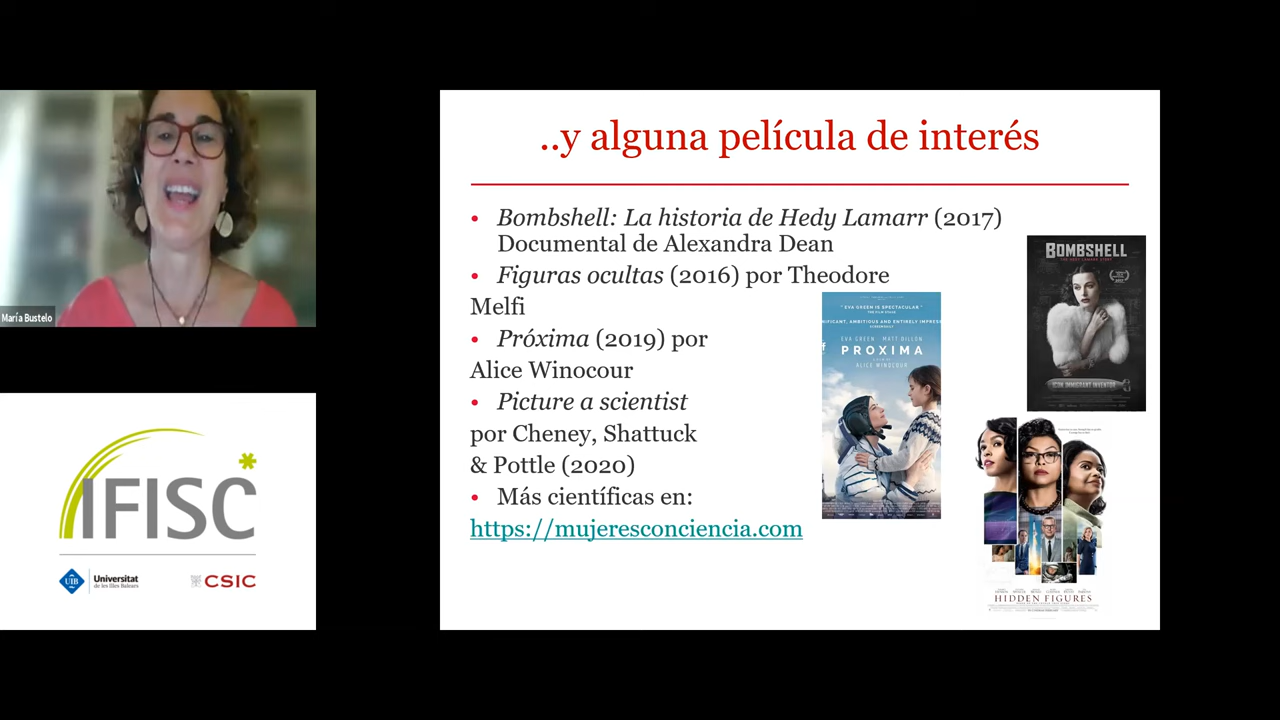 María Bustelo
IFISC
UIB
Universitat
de les Illes Balears
CSIC
..y alguna película de interés
• Bombshell: La historia de Hedy Lamarr (2017)
Documental de Alexandra Dean
• Figuras ocultas (2016) por Theodore
Melfi
• Próxima (2019) por
Alice Winocour
• Picture a scientist
por Cheney, Shattuck
& Pottle (2020)
• Más científicas en:
https://mujeresconciencia.com
"EVA GREEN IS SPECTACULAR"
EVA GREEN MATT DILLON
PROXIMA
ALICE WINOCOUR
BOMBSHELL
THE HEDY LAMARR STORY
ICON IMMIGRANT INVENTOR
HIDDEN FIGURES